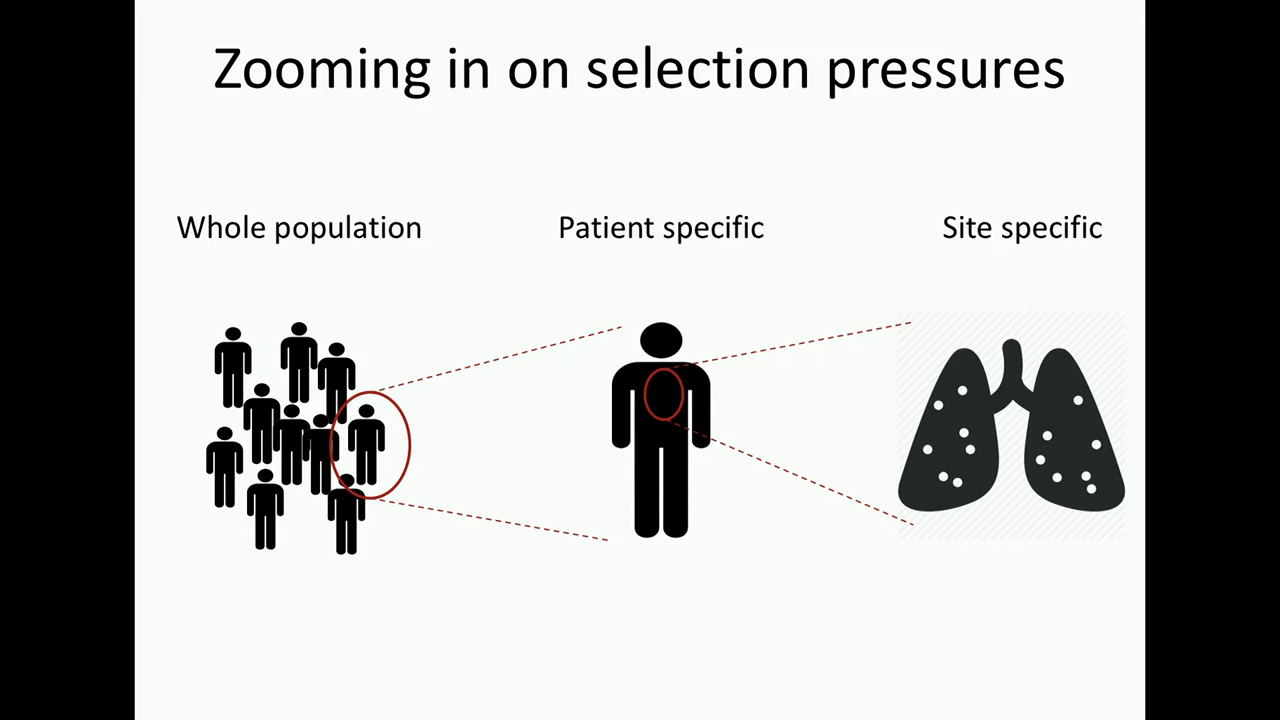 Zooming in on selection pressures
Whole population
Patient specific
Site specific